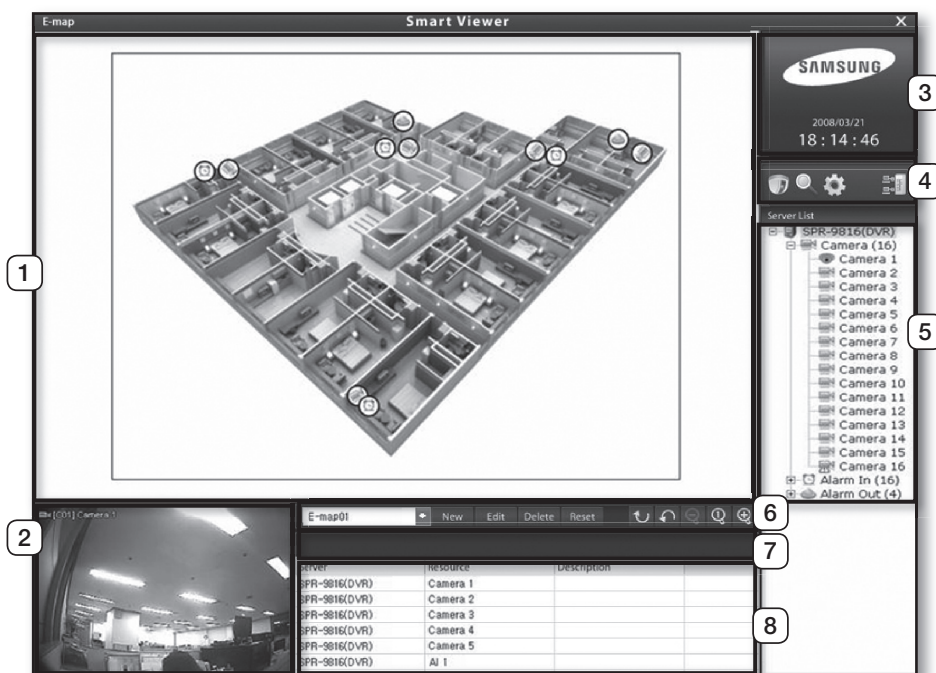 E-map
Smart Viewer
X
SAMSUNG
2008/03/21
18 : 14 : 46
3
4
Server List
SPR-9816(DVR)
Camera (16)
Camera 1
Camera 2
Camera 3
Camera 4
Camera 5
Camera 6
Camera 7
Camera 8
Camera 9
Camera 10
Camera 11
Camera 12
Camera 13
Camera 14
Camera 15
Camera 16
Alarm In (16)
Alarm Out (4)
5
1
2
[C01] Camera 1
E-map01 New Edit Delete Reset
6
7
Server Resource Description
SPR-9816(DVR) Camera 1
SPR-9816(DVR) Camera 2
SPR-9816(DVR) Camera 3
SPR-9816(DVR) Camera 4
SPR-9816(DVR) Camera 5
SPR-9816(DVR) AI 1
8